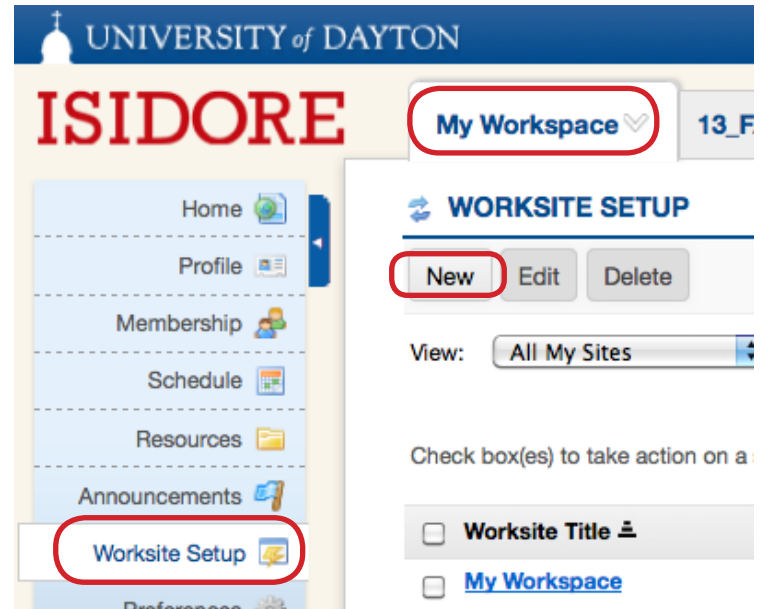 UNIVERSITY of DAYTON
ISIDORE
My Workspace
Home
Profile
Membership
Schedule
Resources
Announcements
Worksite Setup
Preferences
WORKSITE SETUP
New Edit Delete
View: All My Sites
Check box(es) to take action on a
Worksite Title
My Workspace